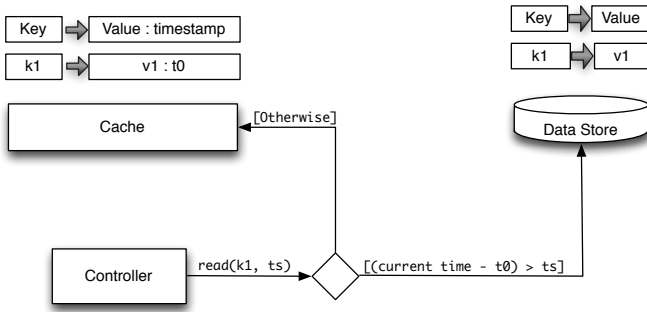 Key Value : timestamp
k1 v1 : t0
Key Value
k1 v1
Cache
[Otherwise]
Data Store
Controller
read(k1, ts)
[(current time - t0) > ts]